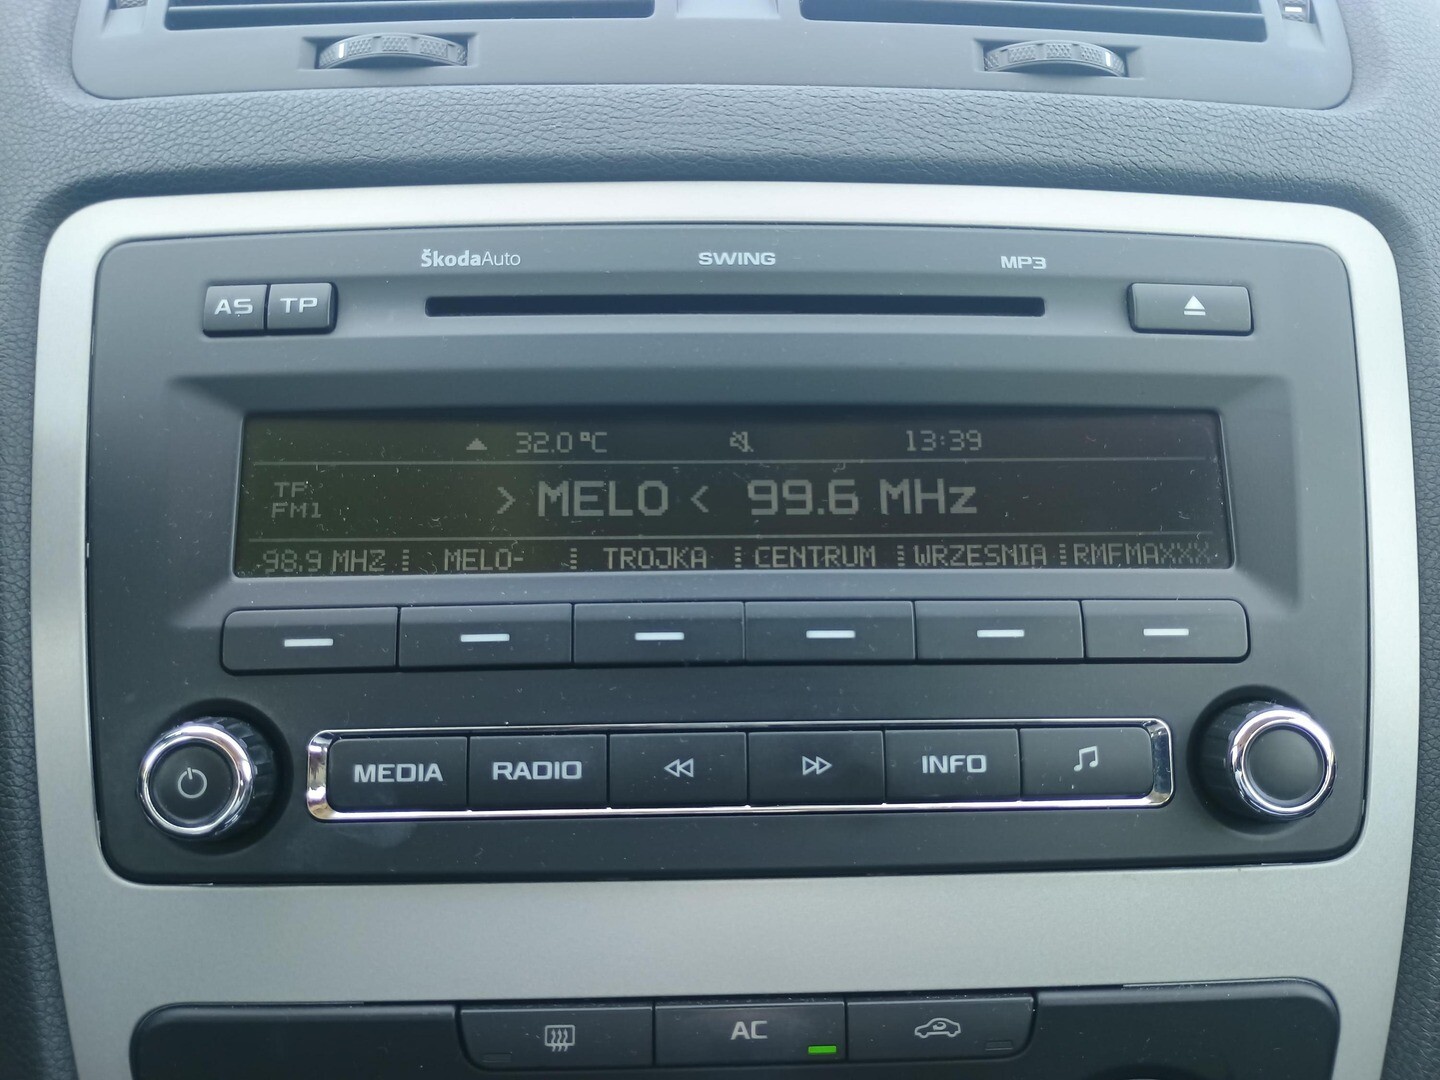 ŠkodaAuto SWING MP3
AS TP
32.0 °C 13:39
TP
FM1
> MELO < 99.6 MHz
98.9 MHZ MELO- TROJKA CENTRUM WRZESNIA RMFMAXXX
MEDIA RADIO INFO
AC